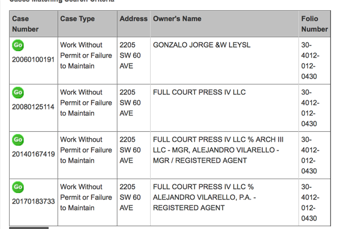 Case Number
Case Type
Address
Owner's Name
Folio Number
Go
20060100191
Work Without Permit or Failure to Maintain
2205 SW 60 AVE
GONZALO JORGE &W LEYSL
30-4012-012-0430
Go
20080125114
Work Without Permit or Failure to Maintain
2205 SW 60 AVE
FULL COURT PRESS IV LLC
30-4012-012-0430
Go
20140167419
Work Without Permit or Failure to Maintain
2205 SW 60 AVE
FULL COURT PRESS IV LLC % ARCH III
LLC - MGR, ALEJANDRO VILARELLO -
MGR / REGISTERED AGENT
30-4012-012-0430
Go
20170183733
Work Without Permit or Failure to Maintain
2205 SW 60 AVE
FULL COURT PRESS IV LLC %
ALEJANDRO VILARELLO, P.A. -
REGISTERED AGENT
30-4012-012-0430